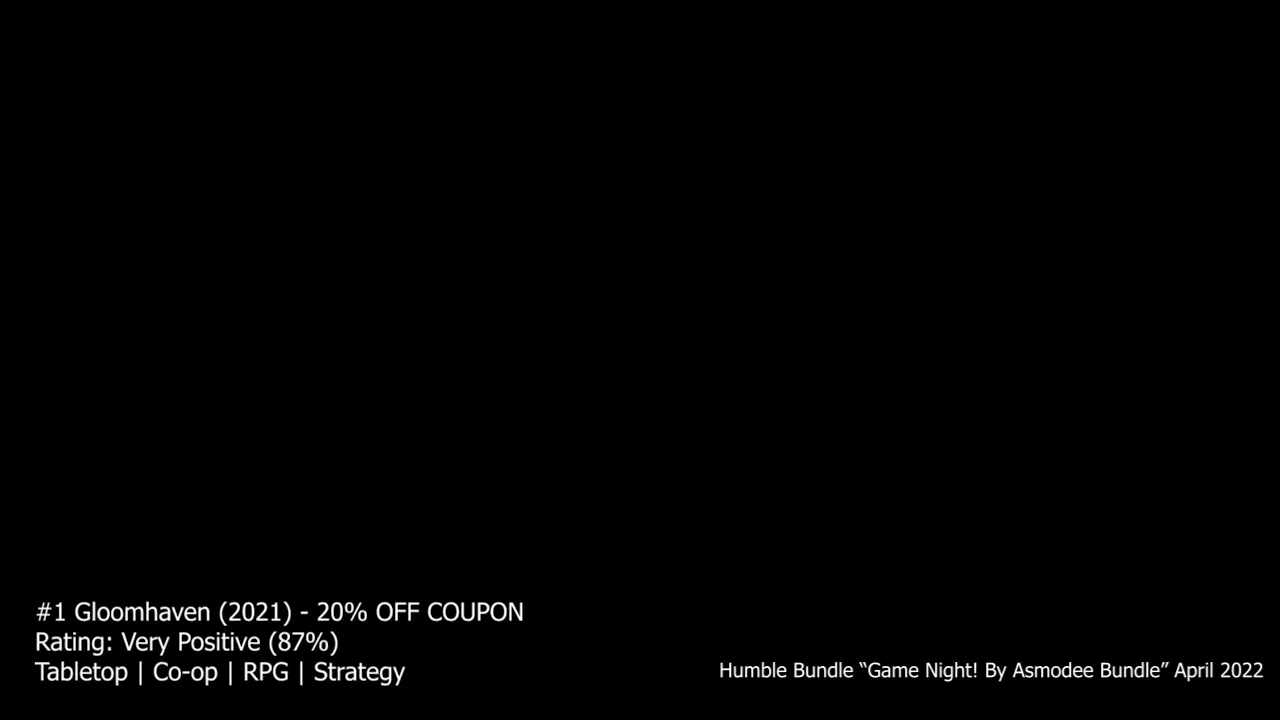 #1 Gloomhaven (2021) - 20% OFF COUPON
Rating: Very Positive (87%)
Tabletop | Co-op | RPG | Strategy
Humble Bundle “Game Night! By Asmodee Bundle” April 2022